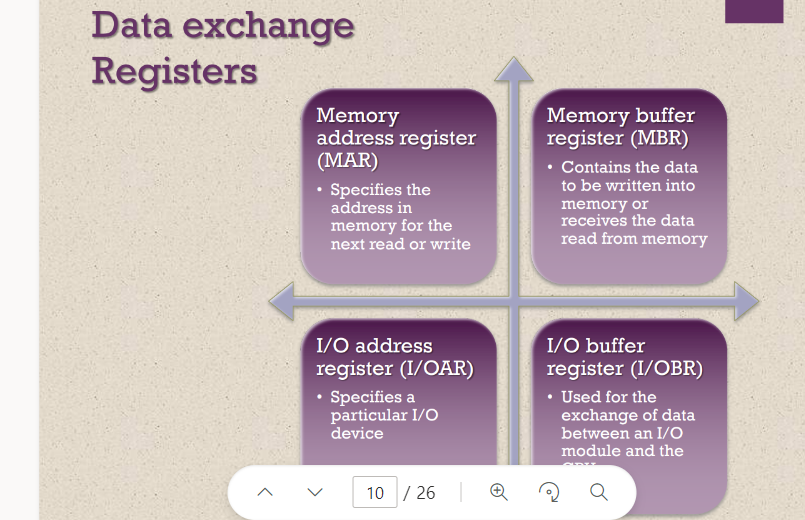 Data exchange
Registers
Memory
address register
(MAR)
• Specifies the
address in
memory for the
next read or write
Memory buffer
register (MBR)
• Contains the data
to be written into
memory or
receives the data
read from memory
I/O address
register (I/OAR)
• Specifies a
particular I/O
device
I/O buffer
register (I/OBR)
• Used for the
exchange of data
between an I/O
module and the
10 / 26